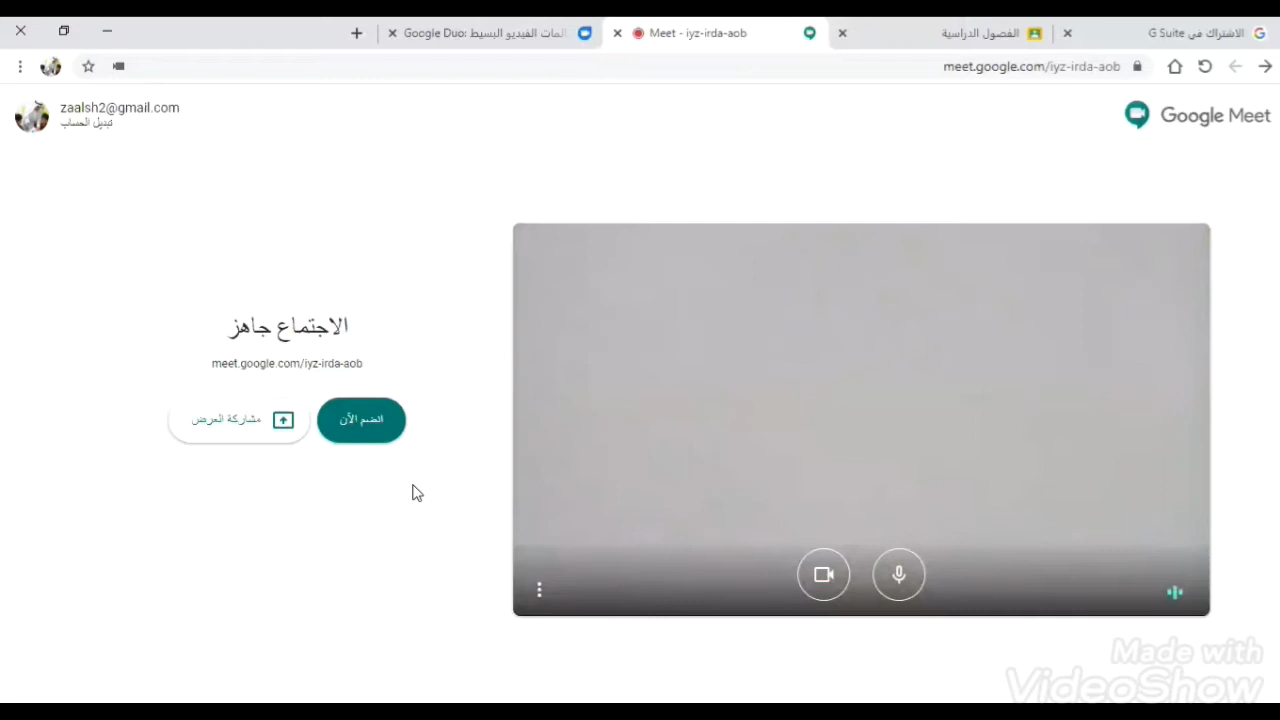 الاشتراك في G Suite
الفصول الدراسية
Meet - iyz-irda-aob
Google Duo: المات الفيديو البسيط
meet.google.com/iyz-irda-aob
zaalsh2@gmail.com
تبديل الحساب
Google Meet
الاجتماع جاهز
meet.google.com/iyz-irda-aob
انضم الآن
مشاركة العرض
Made with
VideoShow